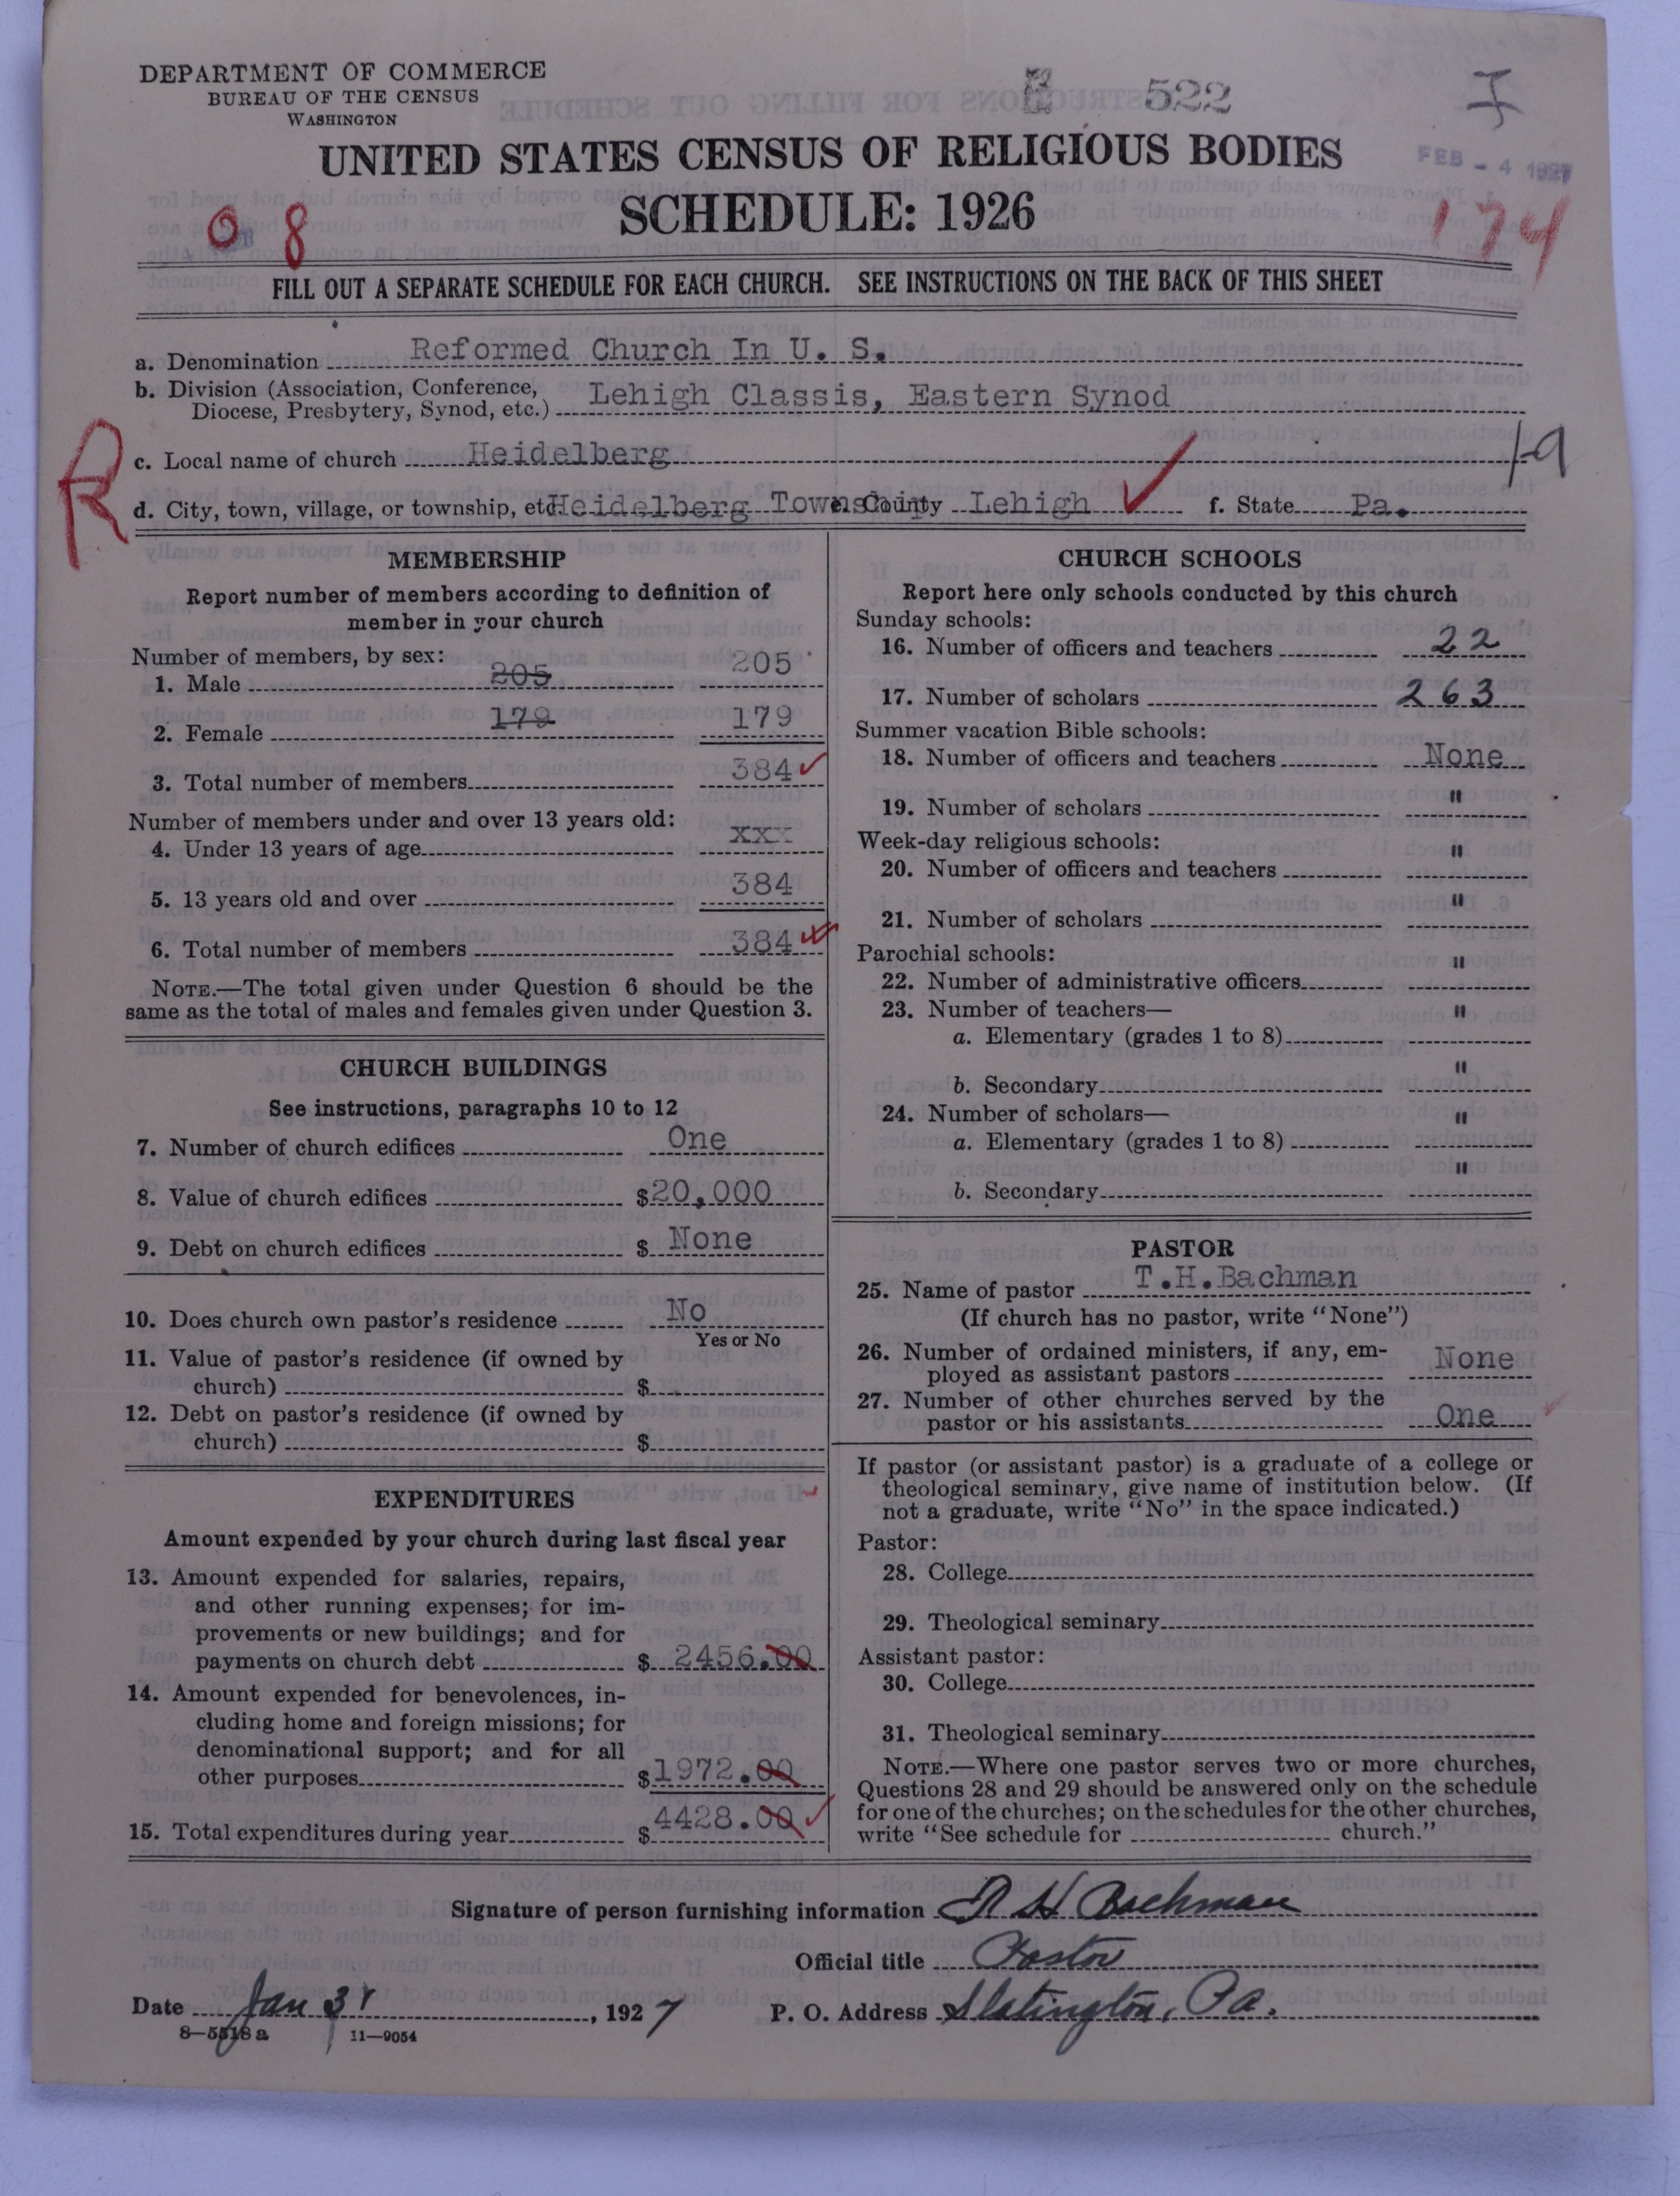 DEPARTMENT OF COMMERCE
BUREAU OF THE CENSUS
WASHINGTON
522
FEB - 4 1927
UNITED STATES CENSUS OF RELIGIOUS BODIES
SCHEDULE: 1926
0 8
174
FILL OUT A SEPARATE SCHEDULE FOR EACH CHURCH. SEE INSTRUCTIONS ON THE BACK OF THIS SHEET
a. Denomination Reformed Church In U. S.
b. Division (Association, Conference, Diocese, Presbytery, Synod, etc.) Lehigh Classis, Eastern Synod
R
c. Local name of church Heidelberg
d. City, town, village, or township, etc. Heidelberg Township e. County Lehigh f. State Pa.
MEMBERSHIP
Report number of members according to definition of
member in your church
Number of members, by sex:
1. Male 205 205
2. Female 179 179
3. Total number of members 384
Number of members under and over 13 years old:
4. Under 13 years of age xxx
5. 13 years old and over 384
6. Total number of members 384
NOTE.—The total given under Question 6 should be the
same as the total of males and females given under Question 3.
CHURCH BUILDINGS
See instructions, paragraphs 10 to 12
7. Number of church edifices One
8. Value of church edifices $20,000
9. Debt on church edifices $ None
10. Does church own pastor's residence No
Yes or No
11. Value of pastor's residence (if owned by
church) $
12. Debt on pastor's residence (if owned by
church) $
EXPENDITURES
Amount expended by your church during last fiscal year
13. Amount expended for salaries, repairs,
and other running expenses; for im-
provements or new buildings; and for
payments on church debt $ 2456.00
14. Amount expended for benevolences, in-
cluding home and foreign missions; for
denominational support; and for all
other purposes $1972.00
15. Total expenditures during year $4428.00
CHURCH SCHOOLS
Report here only schools conducted by this church
Sunday schools:
16. Number of officers and teachers 22
17. Number of scholars 263
Summer vacation Bible schools:
18. Number of officers and teachers None
19. Number of scholars "
Week-day religious schools:
20. Number of officers and teachers "
21. Number of scholars "
Parochial schools:
22. Number of administrative officers "
23. Number of teachers—
a. Elementary (grades 1 to 8) "
b. Secondary "
24. Number of scholars—
a. Elementary (grades 1 to 8) "
b. Secondary "
PASTOR
25. Name of pastor T.H.Bachman
(If church has no pastor, write "None")
26. Number of ordained ministers, if any, em-
ployed as assistant pastors None
27. Number of other churches served by the
pastor or his assistants One
If pastor (or assistant pastor) is a graduate of a college or
theological seminary, give name of institution below. (If
not a graduate, write "No" in the space indicated.)
Pastor:
28. College
29. Theological seminary
Assistant pastor:
30. College
31. Theological seminary
NOTE.—Where one pastor serves two or more churches,
Questions 28 and 29 should be answered only on the schedule
for one of the churches; on the schedules for the other churches,
write "See schedule for church."
Signature of person furnishing information T H Bachman
Official title Pastor
Date Jan 31, 1927 P. O. Address Slatington, Pa.
8—5518 a 11—9054